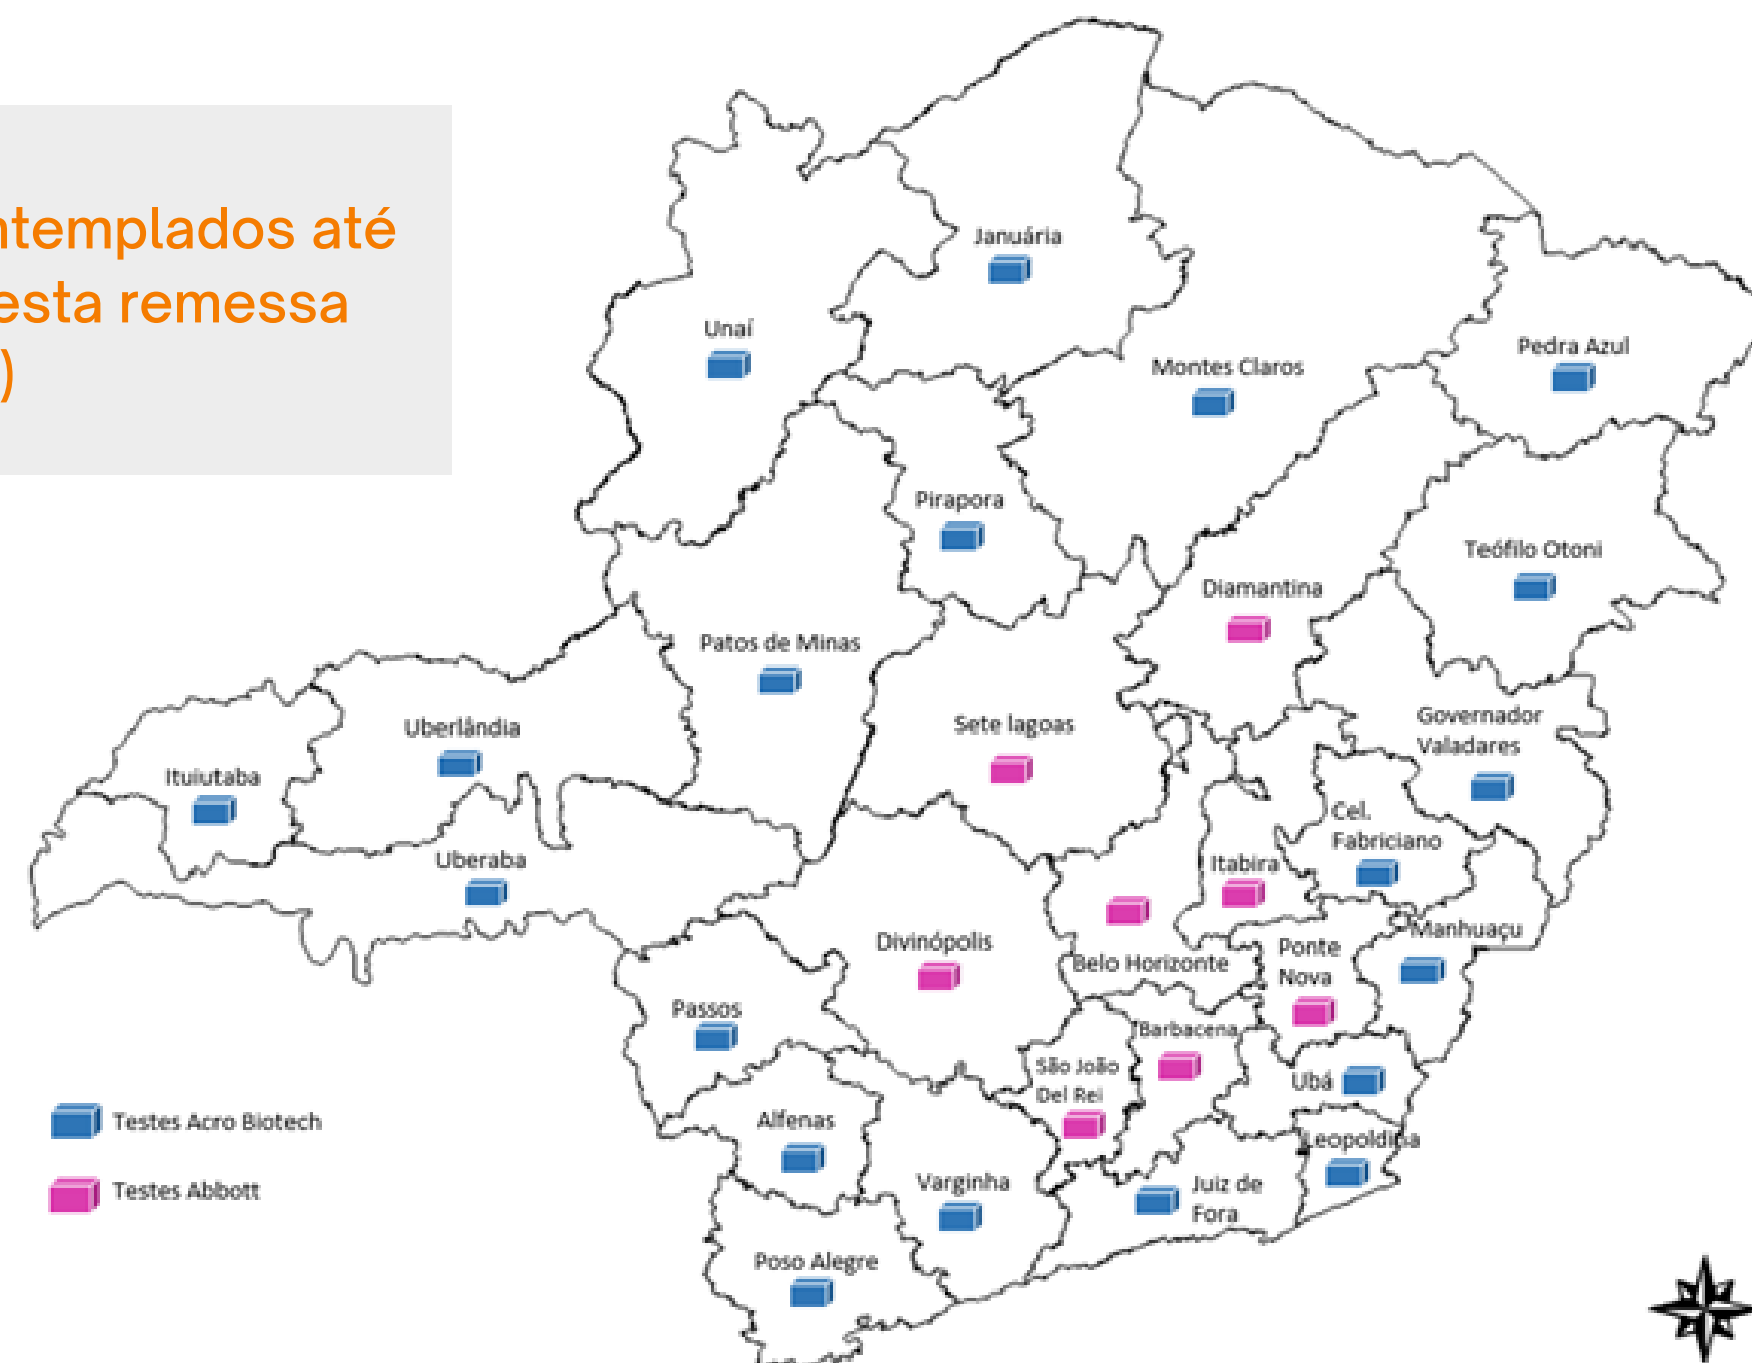 ntemplados até
esta remessa
)
Januária
Unaí
Pedra Azul
Montes Claros
Pirapora
Teófilo Otoni
Diamantina
Patos de Minas
Sete lagoas
Governador
Valadares
Uberlândia
Ituiutaba
Cel.
Fabriciano
Uberaba
Itabira
Manhuaçu
Divinópolis
Ponte
Nova
Belo Horizonte
Passos
Barbacena
São João
Del Rei
Ubá
Testes Acro Biotech
Alfenas
Leopoldina
Testes Abbott
Varginha
Juiz de
Fora
Poso Alegre